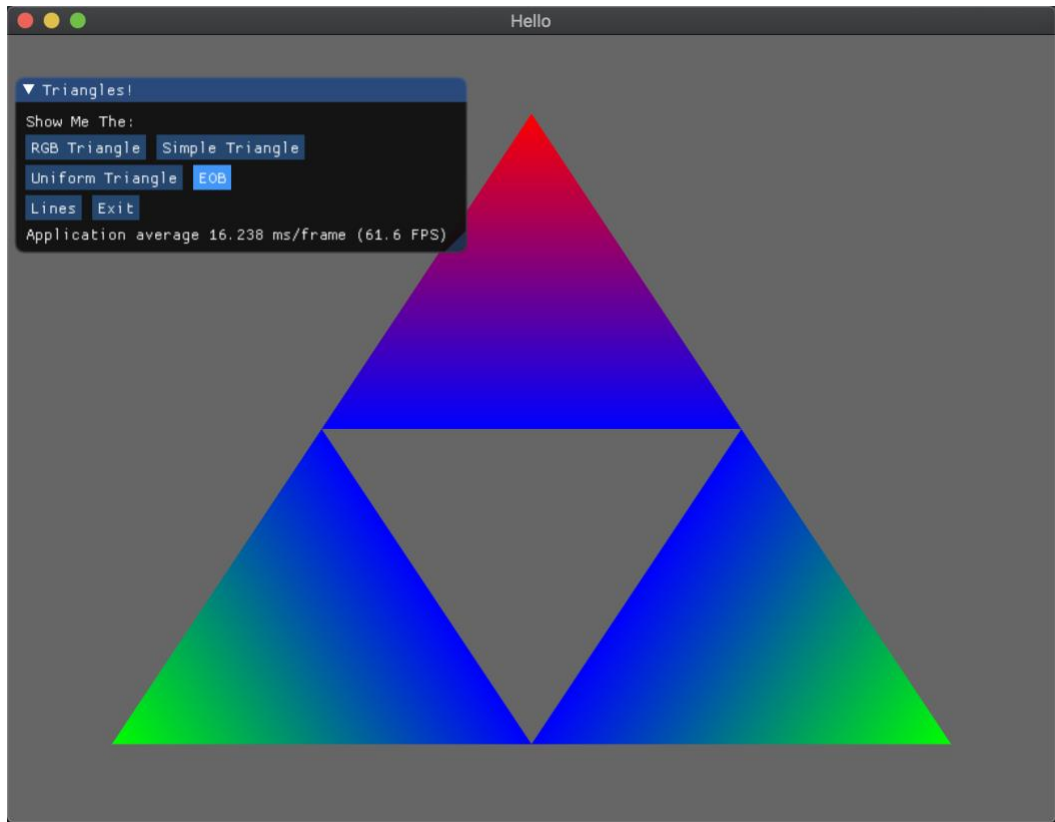 Hello
Triangles!
Show Me The:
RGB Triangle Simple Triangle
Uniform Triangle EOB
Lines Exit
Application average 16.238 ms/frame (61.6 FPS)